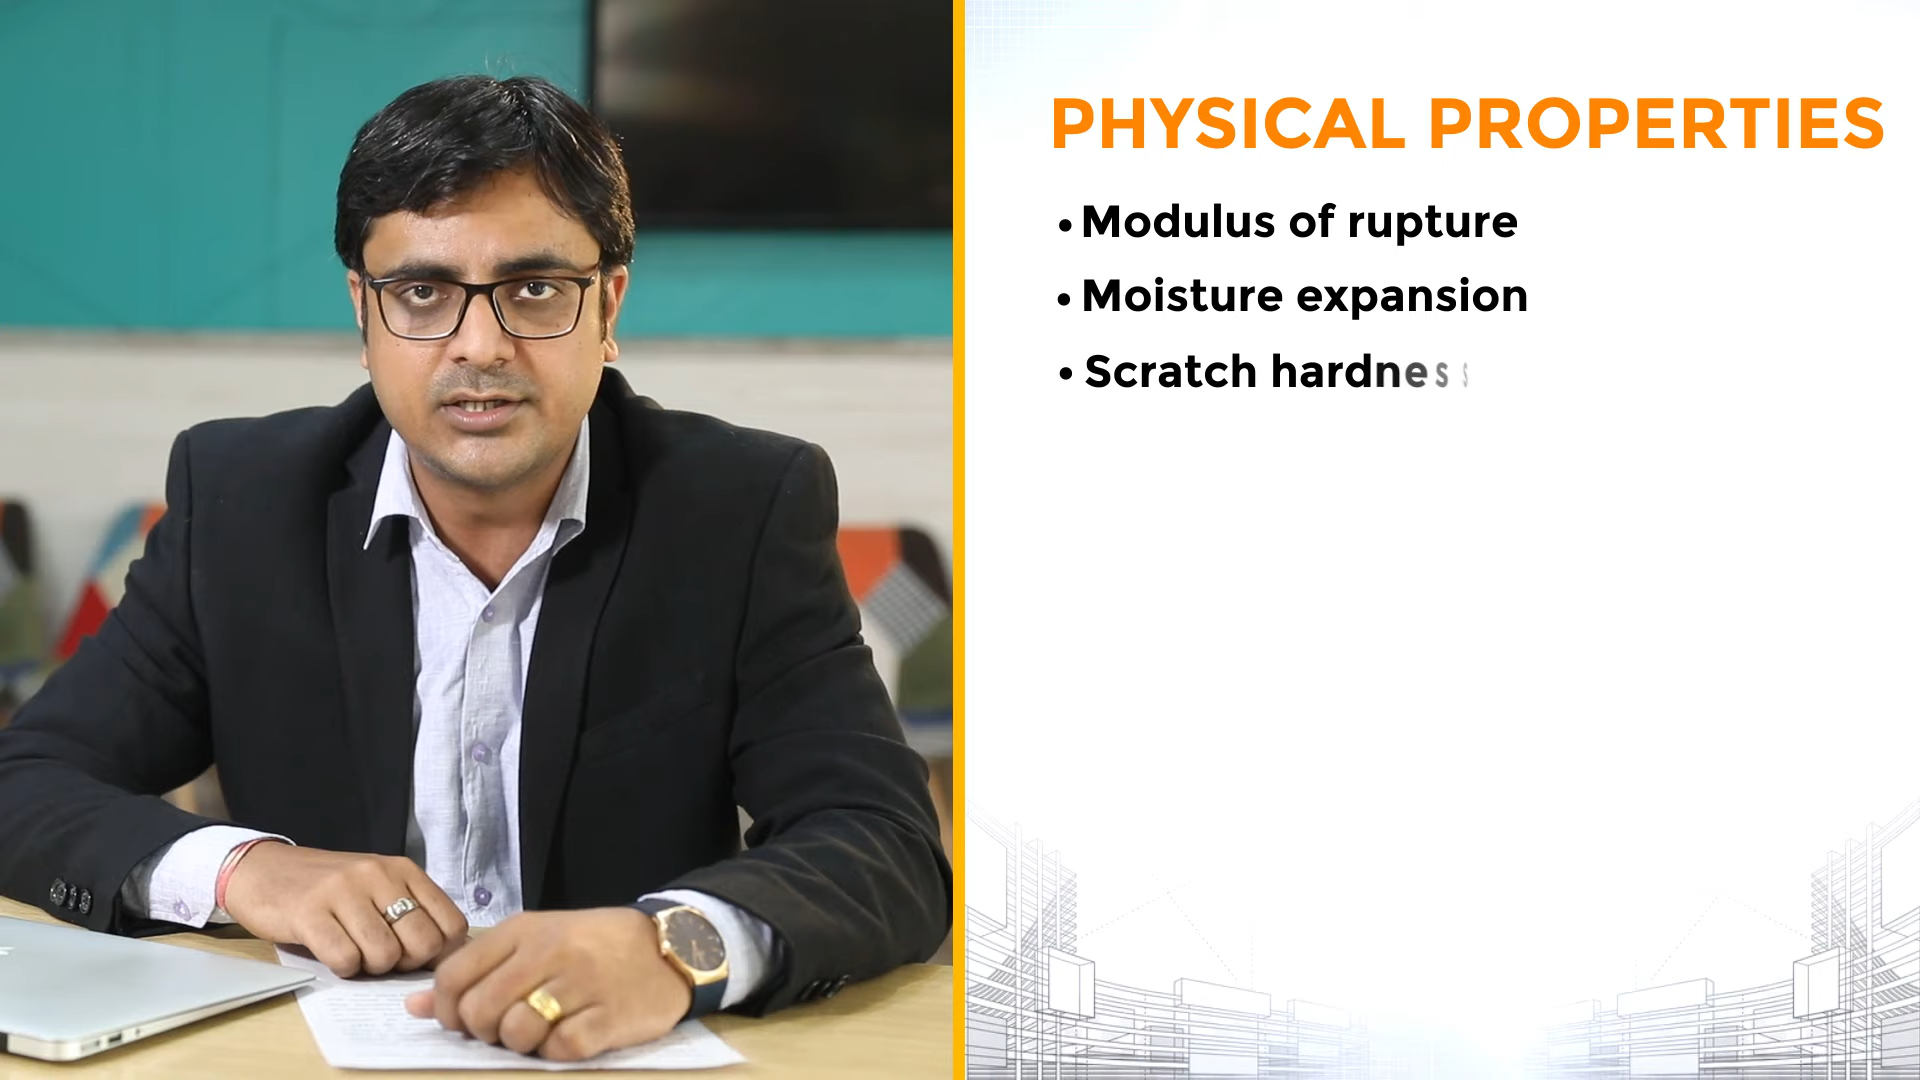 PHYSICAL PROPERTIES
• Modulus of rupture
• Moisture expansion
• Scratch hardness